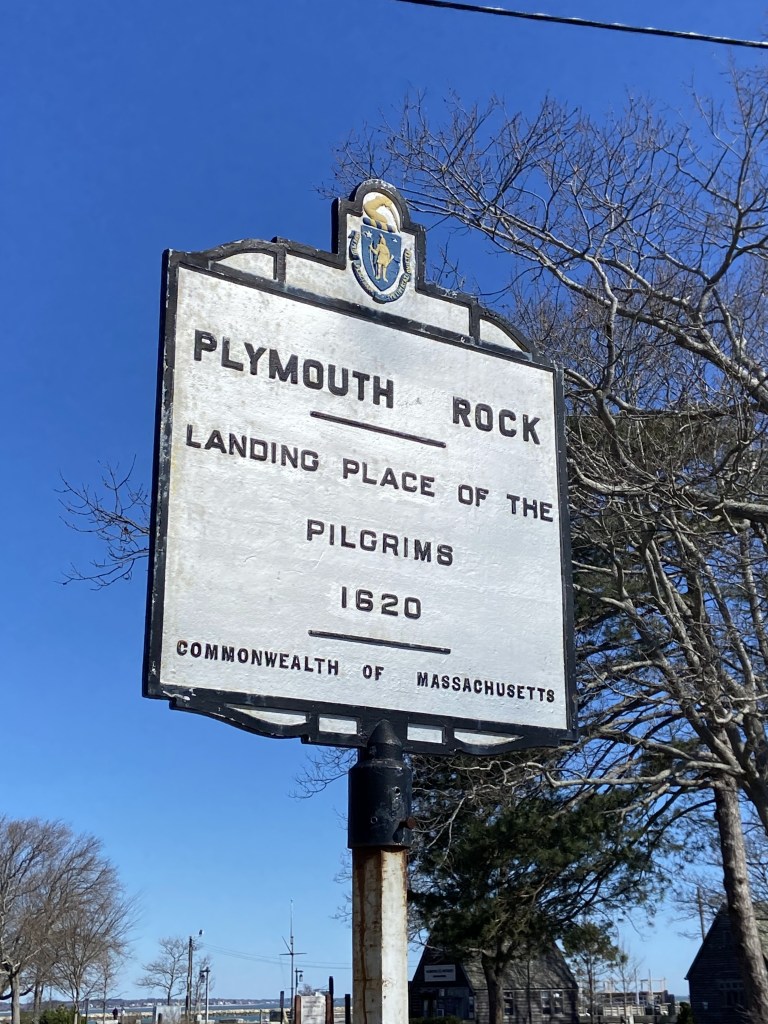 PLYMOUTH ROCK
LANDING PLACE OF THE
PILGRIMS
1620
COMMONWEALTH OF MASSACHUSETTS